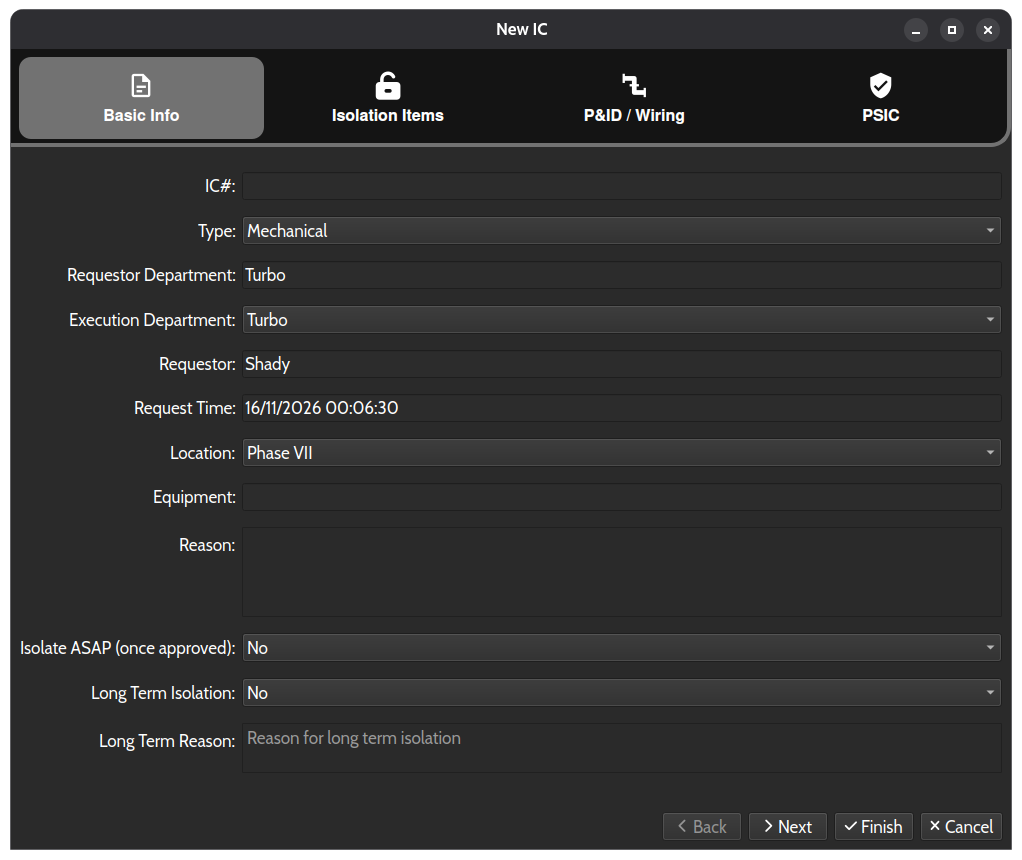 New IC
Basic Info
Isolation Items
P&ID / Wiring
PSIC
IC#:
Type: Mechanical
Requestor Department: Turbo
Execution Department: Turbo
Requestor: Shady
Request Time: 16/11/2026 00:06:30
Location: Phase VII
Equipment:
Reason:
Isolate ASAP (once approved): No
Long Term Isolation: No
Long Term Reason: Reason for long term isolation
Back Next Finish Cancel